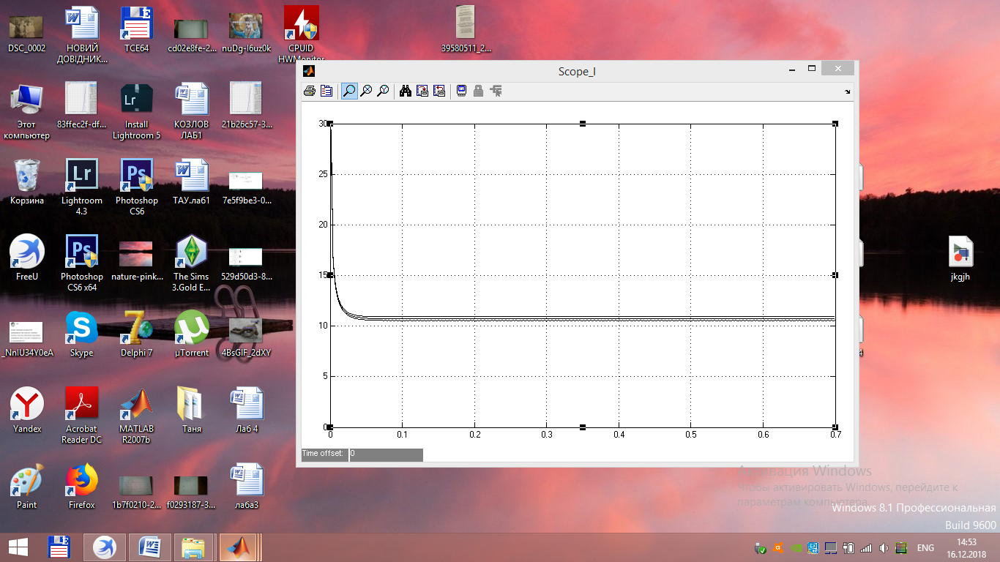 DSC_0002
НОВИЙ
ДОВІДНИК...
TCE64
cd02e8fe-2...
nuDg-I6uz0k
CPUID
HWMonitor
39580511_2...
Scope_I
Этот
компьютер
83ffec2f-df...
Install
Lightroom 5
КОЗЛОВ
ЛАБ1
21b26c57-3...
Корзина
Lightroom
4.3
Photoshop
CS6
ТАУ.лаб1
7e5f9be3-0...
FreeU
Photoshop
CS6 x64
nature-pink...
The Sims
3.Gold E...
529d50d3-8...
jkgjh
_NnIU34Y0eA
Skype
Delphi 7
µTorrent
4BsGIF_2dXY
Yandex
Acrobat
Reader DC
MATLAB
R2007b
Таня
Лаб 4
Paint
Firefox
1b7f0210-2...
f0293187-3...
лаба3
30
25
20
15
10
5
0
0 0.1 0.2 0.3 0.4 0.5 0.6 0.7
Time offset: 0
Активация Windows
Чтобы активировать Windows, перейдите к
параметрам компьютера.
Windows 8.1 Профессиональная
Build 9600
ENG
14:53
16.12.2018